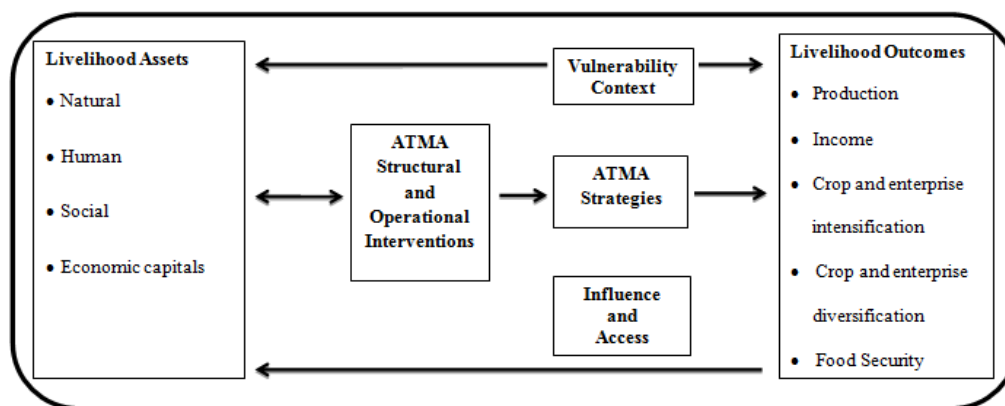 Livelihood Assets
• Natural
• Human
• Social
• Economic capitals
ATMA
Structural
and
Operational
Interventions
Vulnerability
Context
ATMA
Strategies
Influence
and
Access
Livelihood Outcomes
• Production
• Income
• Crop and enterprise
intensification
• Crop and enterprise
diversification
• Food Security